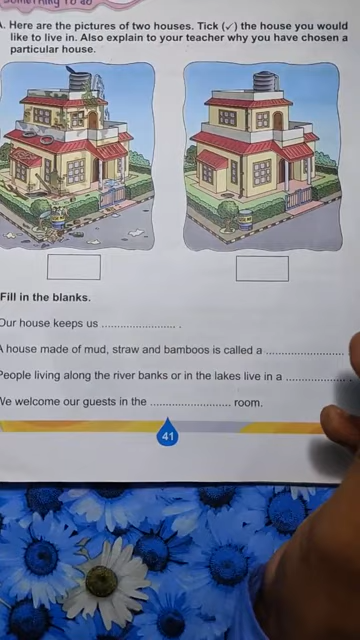 Something To do
A. Here are the pictures of two houses. Tick (✓) the house you would
like to live in. Also explain to your teacher why you have chosen a
particular house.
Fill in the blanks.
Our house keeps us ........................ .
A house made of mud, straw and bamboos is called a ........................
People living along the river banks or in the lakes live in a ..................
We welcome our guests in the ........................ room.
41